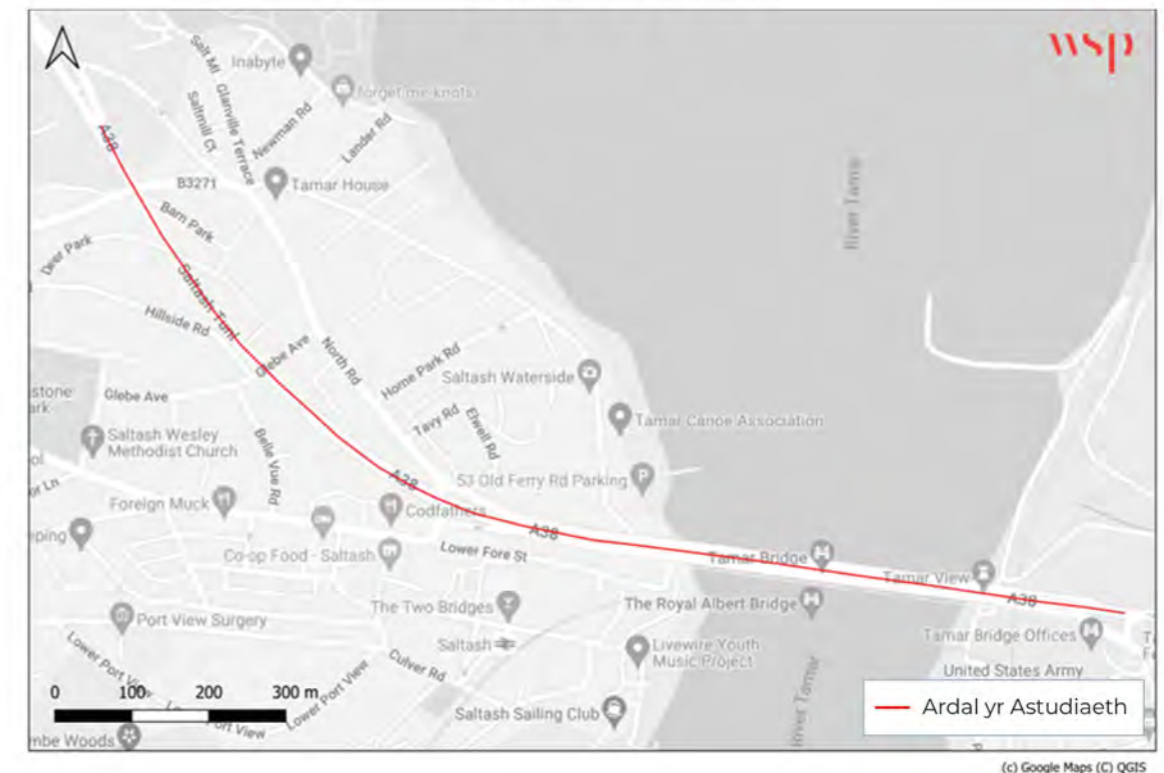 wsp
Salt Ml
Inabyte
forget-me-knots
Saltmill Ct
Glanville Terrace
Newman Rd
Lander Rd
A38
B3271
Tamar House
River Tamar
Barn Park
Deer Park
Saltash Tunl
Hillside Rd
Glebe Ave
North Rd
Home Park Rd
Saltash Waterside
Glebe Ave
Tavy Rd
Elwell Rd
Tamar Canoe Association
Saltash Wesley
Methodist Church
Belle Vue Rd
A38
53 Old Ferry Rd Parking
P
Foreign Muck
Codfathers
A38
Co-op Food - Saltash
Lower Fore St
Tamar Bridge
Tamar View
A38
The Two Bridges
The Royal Albert Bridge
Port View Surgery
Tamar Bridge Offices
Saltash
Livewire Youth
Music Project
Culver Rd
United States Army
Lower Port View
Lower Port View
0 100 200 300 m
Saltash Sailing Club
River Tamar
Ardal yr Astudiaeth
mbe Woods
(c) Google Maps (C) QGIS